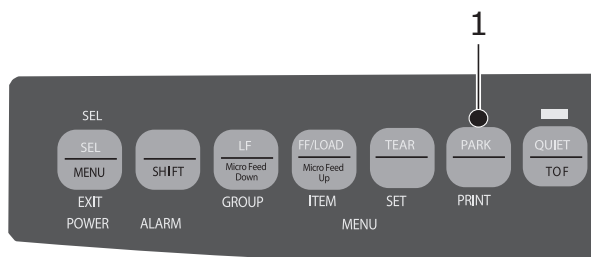 1
SEL
SEL LF FF/LOAD TEAR PARK QUIET
MENU SHIFT Micro Feed Down Micro Feed Up TOF
EXIT GROUP ITEM SET PRINT
POWER ALARM MENU